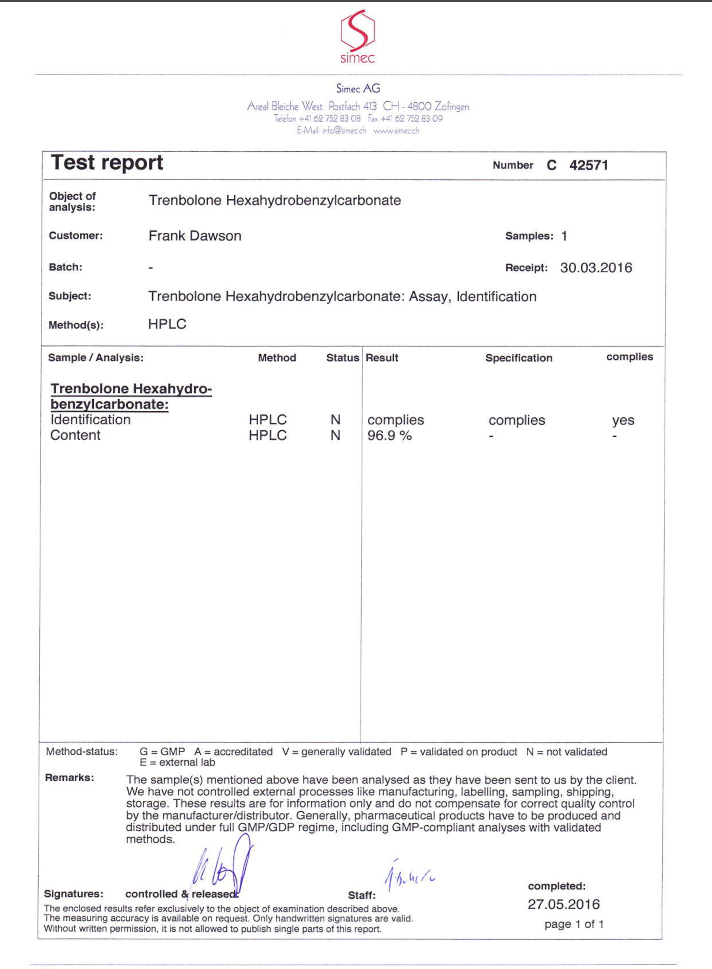 simec
Simec AG
Areal Bleiche West Postfach 413 CH - 4800 Zofingen
Telefon +41 62 752 83 08 Fax +41 62 752 83 09
E-Mail: info@simec.ch www.simec.ch
Test report Number C 42571
Object of analysis: Trenbolone Hexahydrobenzylcarbonate
Customer: Frank Dawson Samples: 1
Batch: - Receipt: 30.03.2016
Subject: Trenbolone Hexahydrobenzylcarbonate: Assay, Identification
Method(s): HPLC
Sample / Analysis: Method Status Result Specification complies
Trenbolone Hexahydro-
benzylcarbonate:
Identification HPLC N complies complies yes
Content HPLC N 96.9 % - -
Method-status: G = GMP A = accreditated V = generally validated P = validated on product N = not validated
E = external lab
Remarks: The sample(s) mentioned above have been analysed as they have been sent to us by the client.
We have not controlled external processes like manufacturing, labelling, sampling, shipping,
storage. These results are for information only and do not compensate for correct quality control
by the manufacturer/distributor. Generally, pharmaceutical products have to be produced and
distributed under full GMP/GDP regime, including GMP-compliant analyses with validated
methods.
Signatures: controlled & released: Staff: completed:
27.05.2016
The enclosed results refer exclusively to the object of examination described above.
The measuring accuracy is available on request. Only handwritten signatures are valid.
Without written permission, it is not allowed to publish single parts of this report.
page 1 of 1